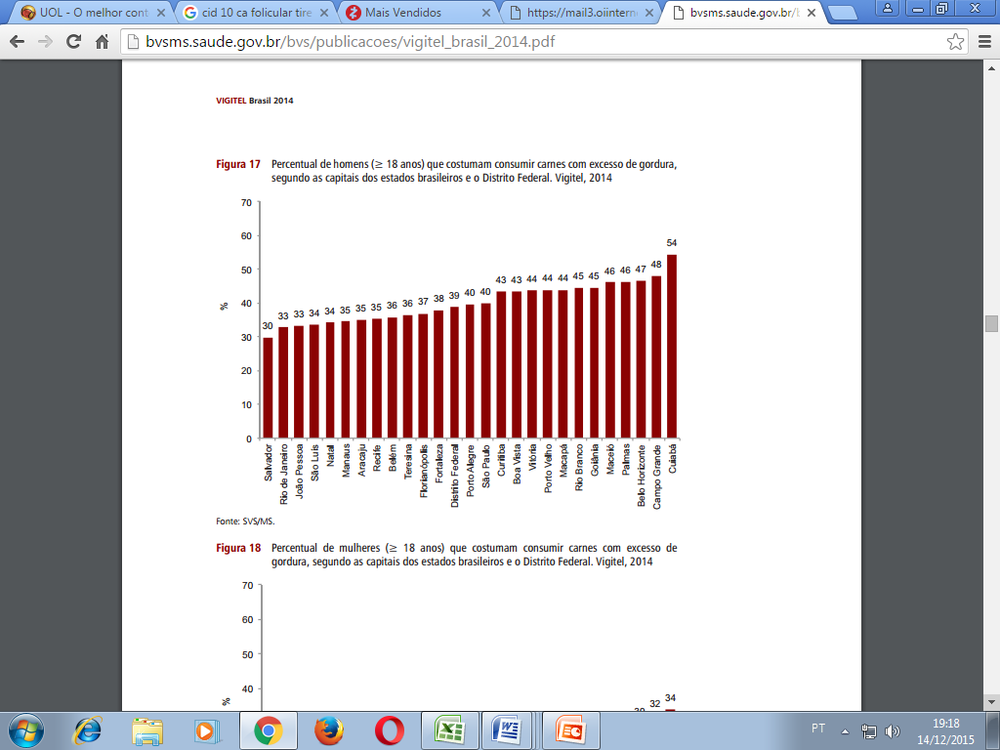 UOL - O melhor cont
cid 10 ca folicular tire
Mais Vendidos
https://mail3.oiintern
bvsms.saude.gov.br/b
bvsms.saude.gov.br/bvs/publicacoes/vigitel_brasil_2014.pdf
VIGITEL Brasil 2014
Figura 17 Percentual de homens (≥ 18 anos) que costumam consumir carnes com excesso de gordura,
segundo as capitais dos estados brasileiros e o Distrito Federal. Vigitel, 2014
70
60
50
40
30
20
10
0
%
30 33 33 34 34 35 35 35 36 36 37 38 39 40 40 43 43 44 44 44 45 45 46 46 47 48 54
Salvador
Rio de Janeiro
João Pessoa
São Luís
Natal
Manaus
Aracaju
Recife
Belém
Teresina
Florianópolis
Fortaleza
Distrito Federal
Porto Alegre
São Paulo
Curitiba
Boa Vista
Vitória
Porto Velho
Macapá
Rio Branco
Goiânia
Maceió
Palmas
Belo Horizonte
Campo Grande
Cuiabá
Fonte: SVS/MS.
Figura 18 Percentual de mulheres (≥ 18 anos) que costumam consumir carnes com excesso de
gordura, segundo as capitais dos estados brasileiros e o Distrito Federal. Vigitel, 2014
70
60
50
40
%
32 34
PT
19:18
14/12/2015